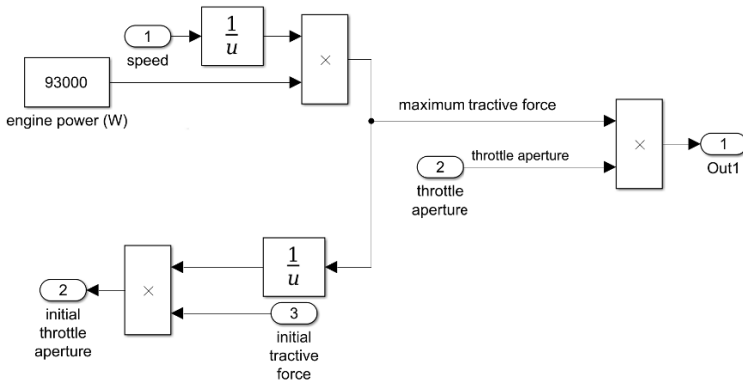 1
speed
1
u
×
93000
engine power (W)
maximum tractive force
throttle aperture
2
throttle
aperture
×
1
Out1
1
u
×
2
initial
throttle
aperture
3
initial
tractive
force